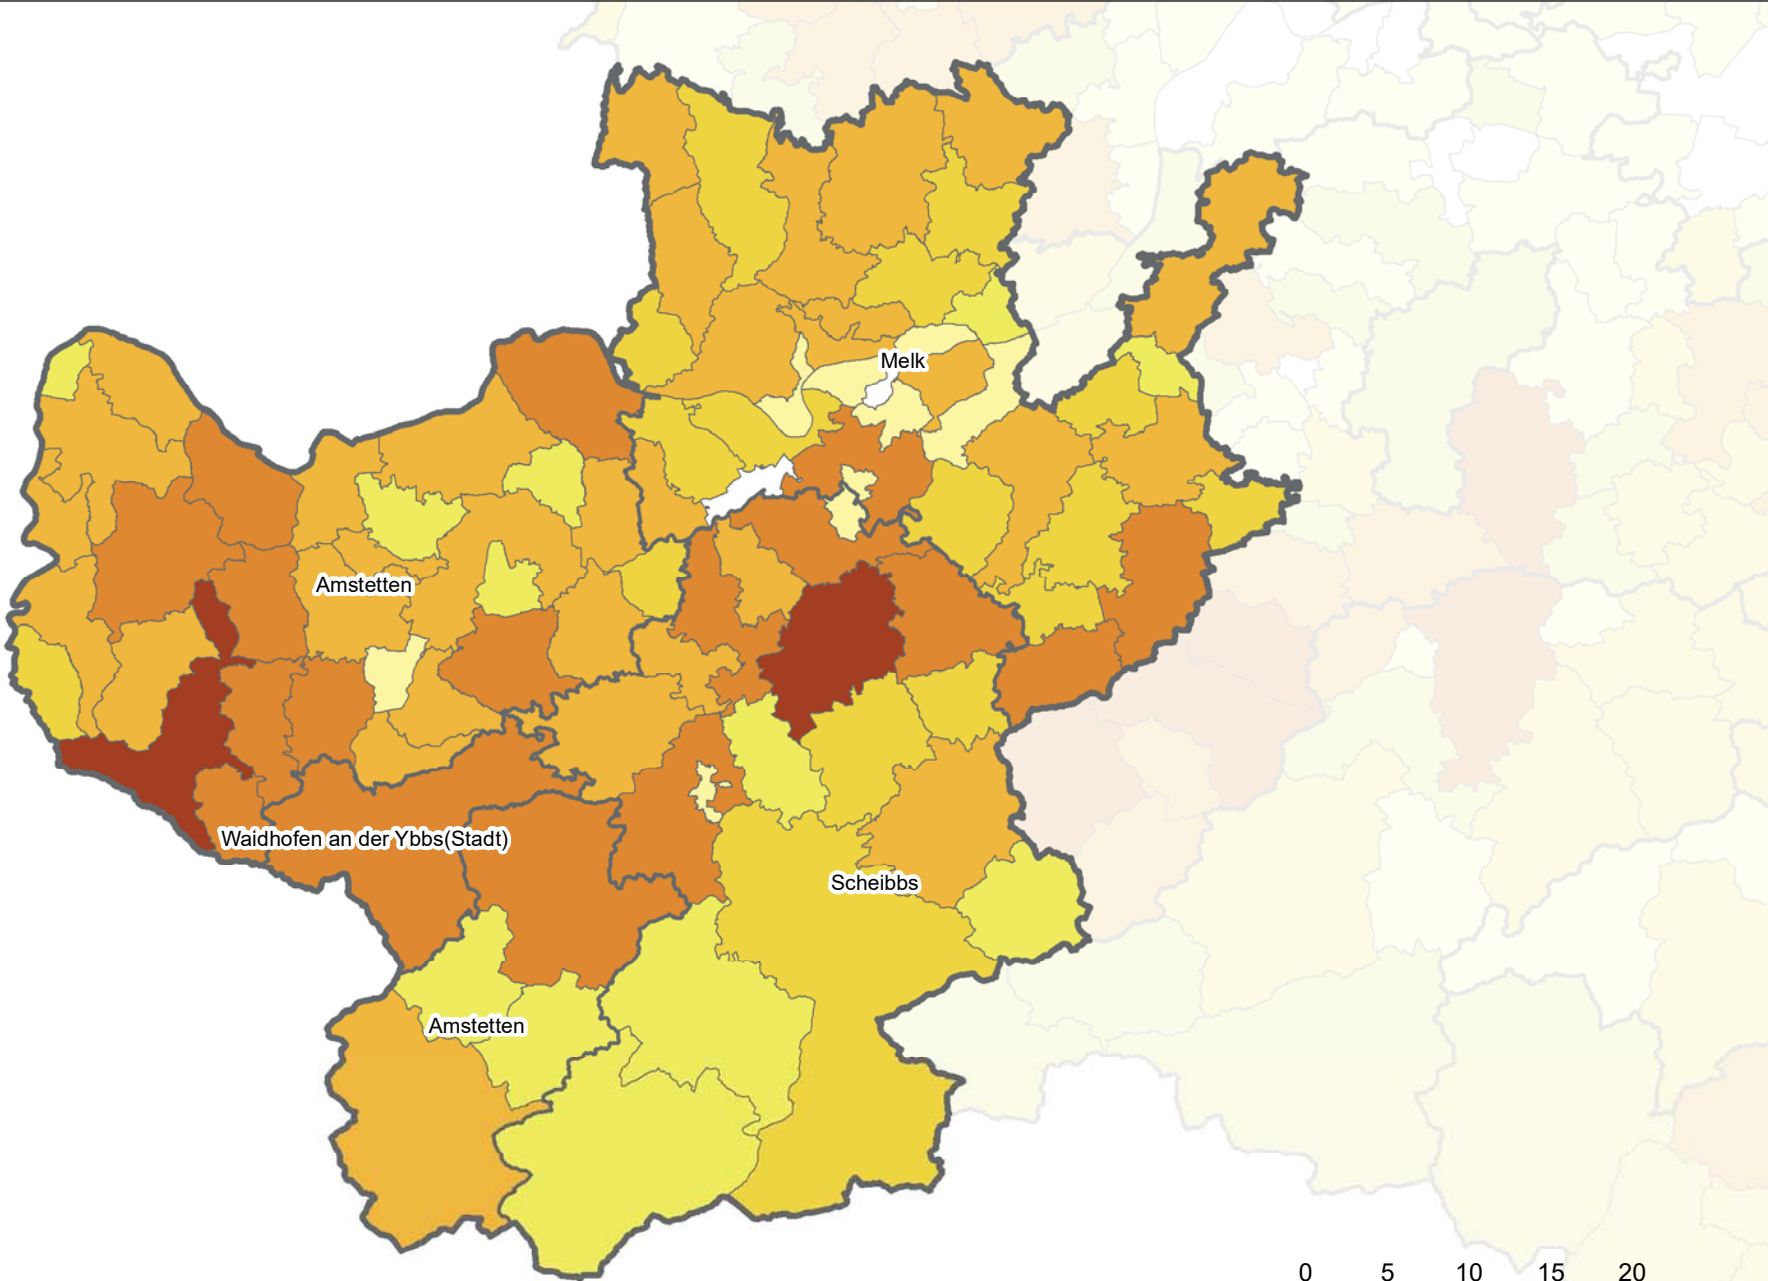 Melk
Amstetten
Waidhofen an der Ybbs(Stadt)
Scheibbs
Amstetten
0 5 10 15 20